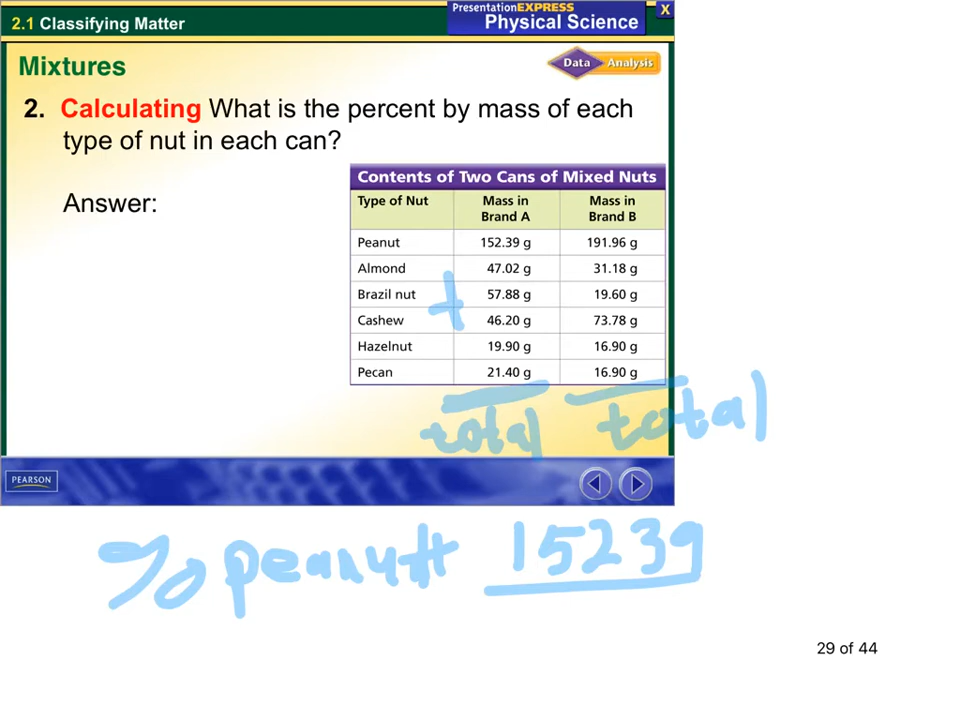 2.1 Classifying Matter
Presentation EXPRESS
Physical Science
X
Mixtures
Data Analysis
2. Calculating What is the percent by mass of each
type of nut in each can?
Answer:
Contents of Two Cans of Mixed Nuts
Type of Nut Mass in Brand A Mass in Brand B
Peanut 152.39 g 191.96 g
Almond 47.02 g 31.18 g
Brazil nut 57.88 g 19.60 g
Cashew 46.20 g 73.78 g
Hazelnut 19.90 g 16.90 g
Pecan 21.40 g 16.90 g
+
total total
PEARSON
% peanut 15239
29 of 44